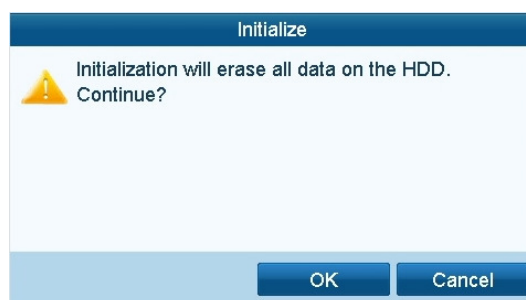 Initialize
Initialization will erase all data on the HDD.
Continue?
OK
Cancel